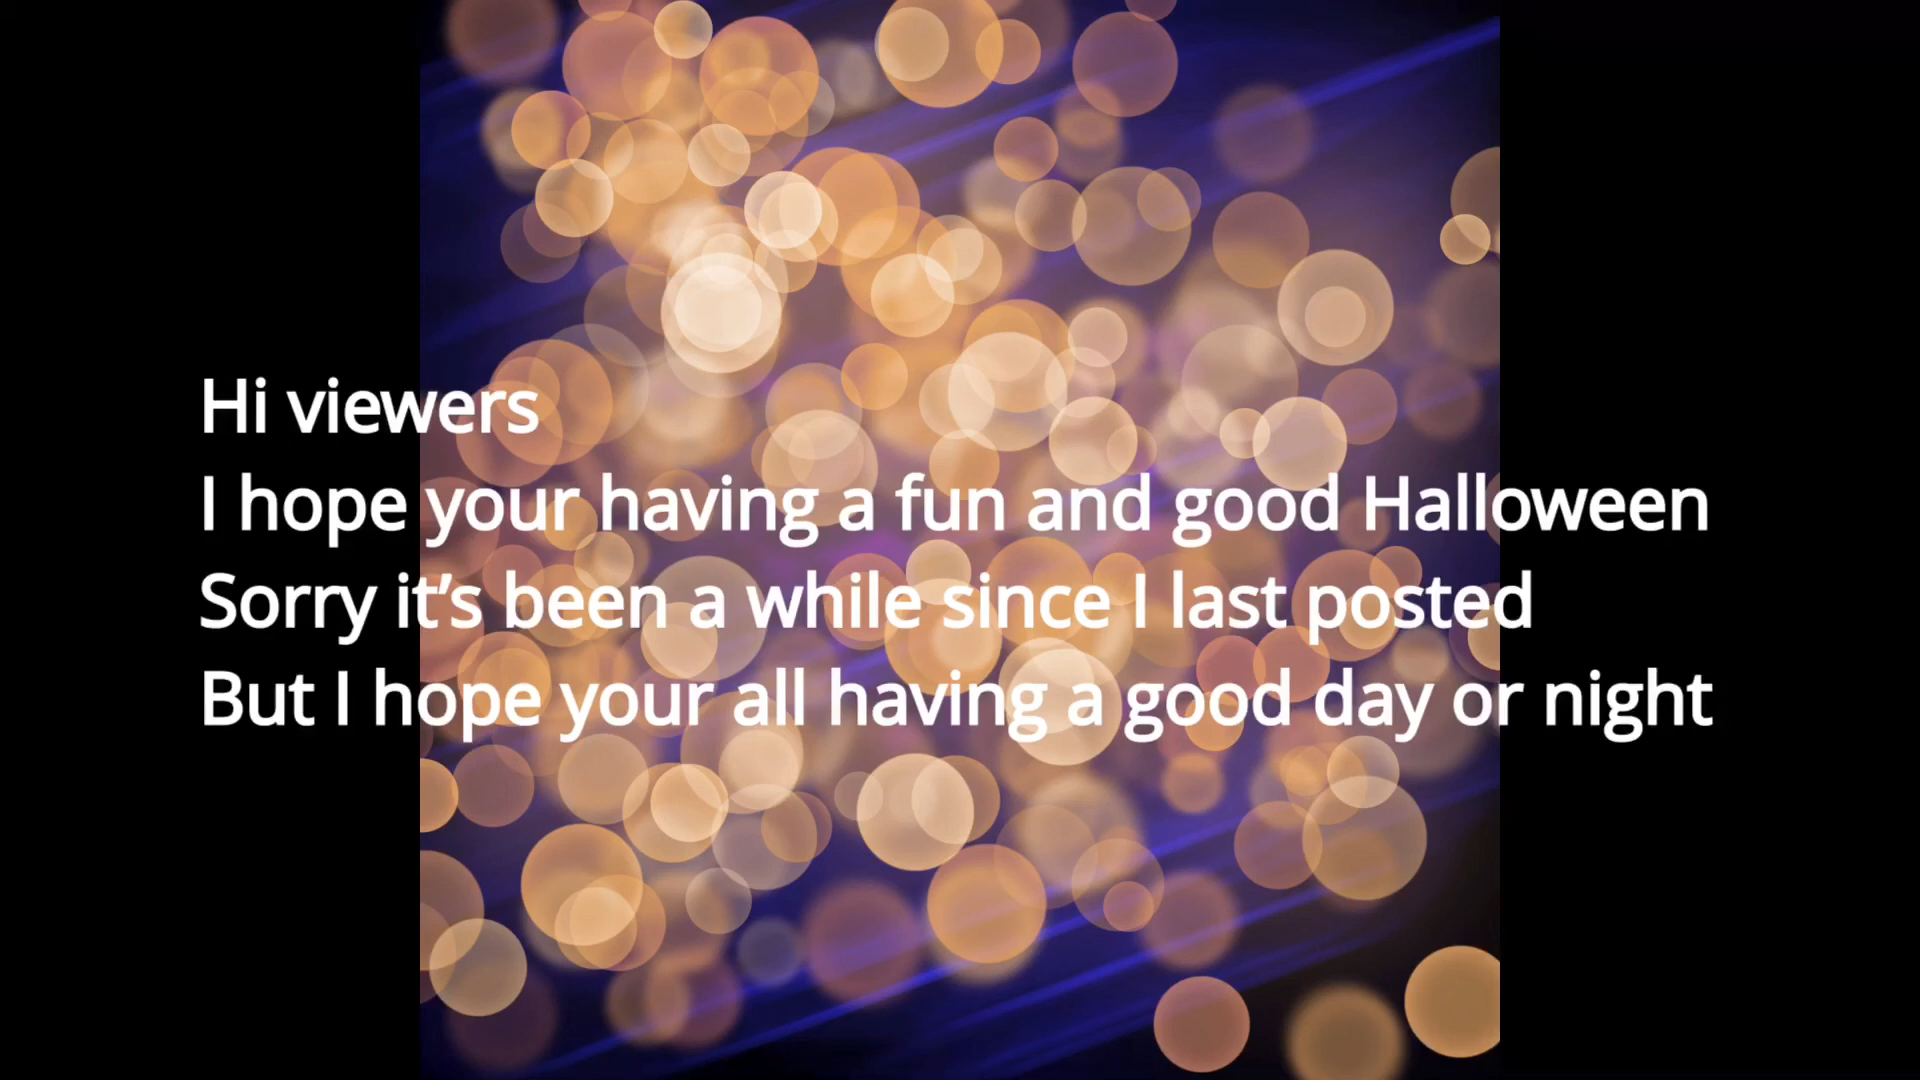 Hi viewers
I hope your having a fun and good Halloween
Sorry it’s been a while since I last posted
But I hope your all having a good day or night